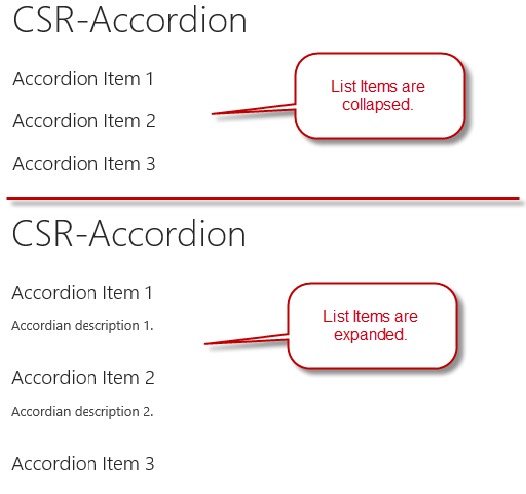 CSR-Accordion
Accordion Item 1
List Items are
collapsed.
Accordion Item 2
Accordion Item 3
CSR-Accordion
Accordion Item 1
Accordian description 1.
List Items are
expanded.
Accordion Item 2
Accordian description 2.
Accordion Item 3